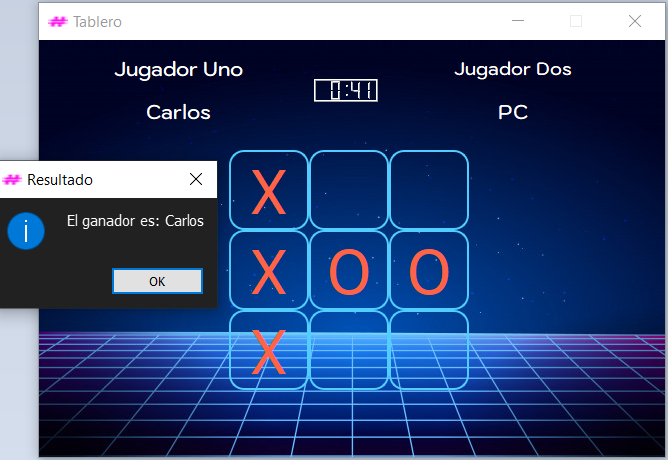 Tablero
Jugador Uno
Jugador Dos
0:41
Carlos
PC
Resultado
El ganador es: Carlos
OK
X
X O O
X